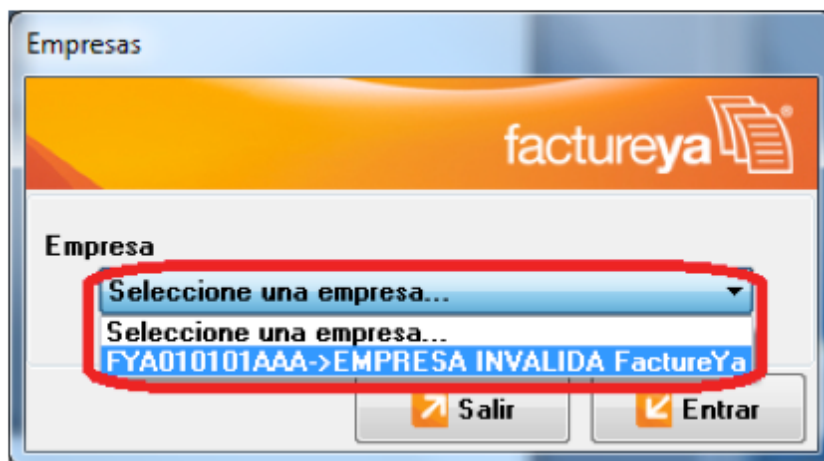 Empresas
factureya
Empresa
Seleccione una empresa...
Seleccione una empresa...
FYA010101AAA->EMPRESA INVALIDA FactureYa
Salir
Entrar